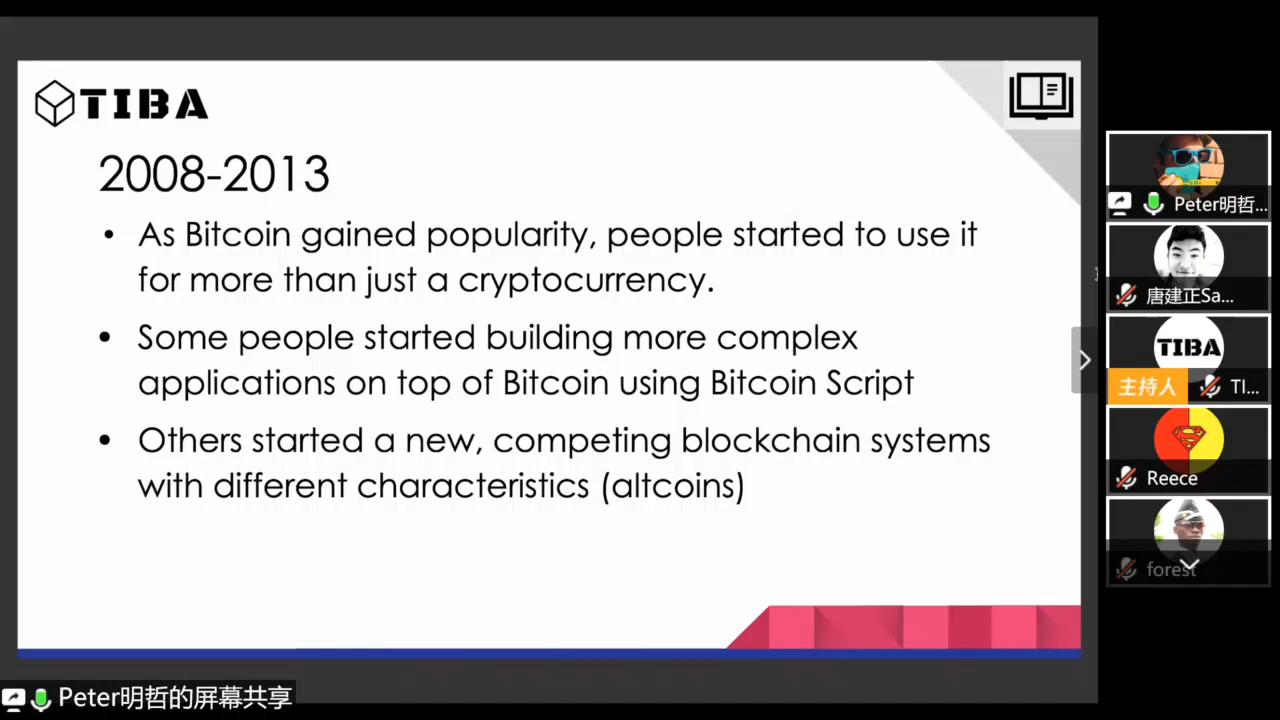 TIBA
2008-2013
• As Bitcoin gained popularity, people started to use it
for more than just a cryptocurrency.
• Some people started building more complex
applications on top of Bitcoin using Bitcoin Script
• Others started a new, competing blockchain systems
with different characteristics (altcoins)
Peter明哲...
唐建正Sa...
TIBA
主持人 TI...
Reece
forest
Peter明哲的屏幕共享